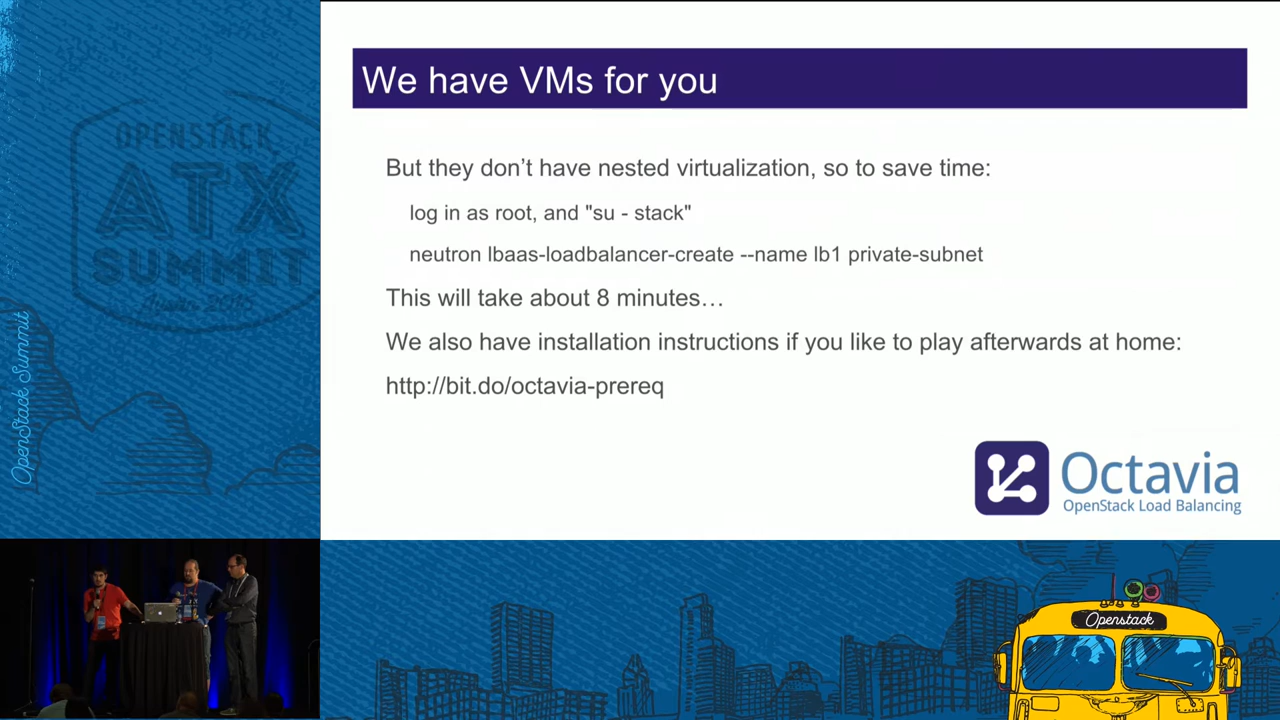 We have VMs for you
But they don’t have nested virtualization, so to save time:
log in as root, and "su - stack"
neutron lbaas-loadbalancer-create --name lb1 private-subnet
This will take about 8 minutes…
We also have installation instructions if you like to play afterwards at home:
http://bit.do/octavia-prereq
Octavia
OpenStack Load Balancing
OPENSTACK
ATX
SUMMIT
OpenStack Summit
Openstack